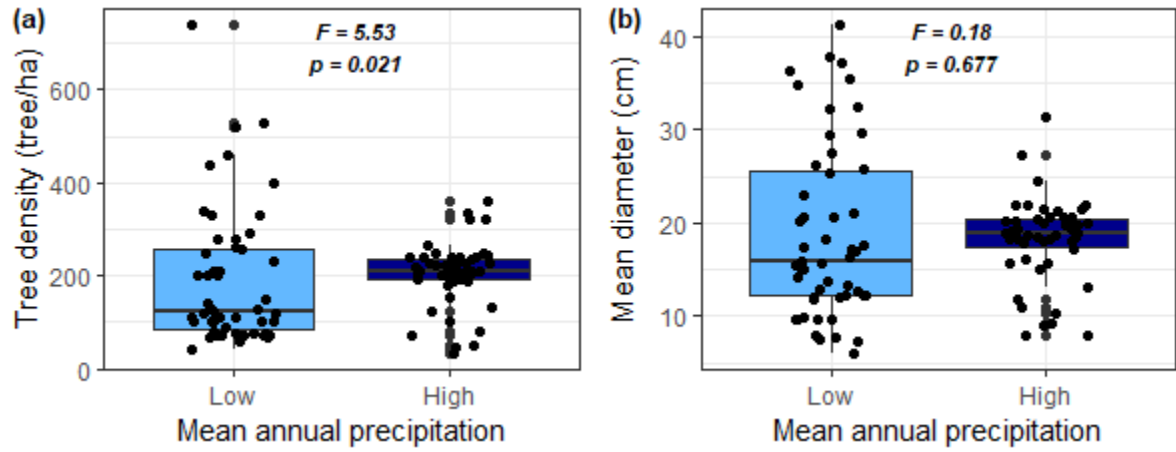 (a)
F = 5.53
p = 0.021
Tree density (tree/ha)
600
400
200
0
Low
High
Mean annual precipitation
(b)
F = 0.18
p = 0.677
Mean diameter (cm)
40
30
20
10
Low
High
Mean annual precipitation